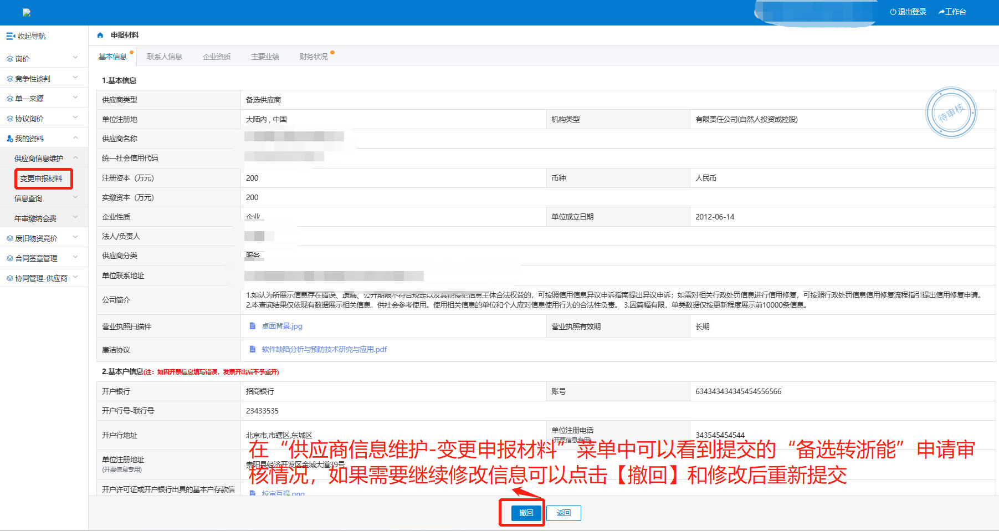 退出登录 工作台
收起导航
询价
竞争性谈判
单一来源
协议询价
我的资料
供应商信息维护
变更申报材料
信息查询
年审缴纳会费
废旧物资竞价
合同签章管理
协同管理-供应商
申报材料
基本信息 联系人信息 企业资质 主要业绩 财务状况
1.基本信息
待审核
供应商类型 备选供应商
单位注册地 大陆内 , 中国 机构类型 有限责任公司(自然人投资或控股)
供应商名称
统一社会信用代码
注册资本（万元) 200 币种 人民币
实缴资本（万元) 200
企业性质 企业 单位成立日期 2012-06-14
法人/负责人
供应商分类 服务
单位联系地址
公司简介 1.如认为所展示信息存在错误、遗漏、公开期限不符合规定以及其他侵犯信息主体合法权益的，可按照信用信息异议申诉指南提出异议申诉；如需对相关行政处罚信息进行信用修复，可按照行政处罚信息信用修复流程指引提出信用修复申请。
2.本查询结果仅依现有数据展示相关信息，供社会参考使用。使用相关信息的单位和个人应对信息使用行为的合法性负责。 3.因篇幅有限，单类数据仅按更新程度展示前10000条信息。
营业执照扫描件 桌面背景.jpg 营业执照有效期 长期
廉洁协议 软件缺陷分析与预防技术研究与应用.pdf
2.基本户信息(注：如因开票信息填写错误，发票开出后不予重开)
开户银行 招商银行 账号 634343434345454556566
开户行号-联行号 23433535
开户行地址 北京市,市辖区,东城区 单位注册电话
(开票信息专用) 343545454544
单位注册地址
(开票信息专用) 崇阳县经济开发区金城大道39号
开户许可证或开户银行出具的基本户存款信 校审互提.png
在“供应商信息维护-变更申报材料”菜单中可以看到提交的“备选转浙能”申请审
核情况，如果需要继续修改信息可以点击【撤回】和修改后重新提交
撤回 返回